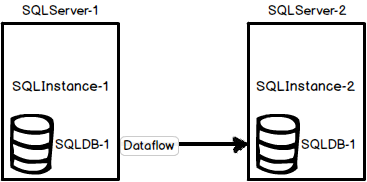 SQLServer-1
SQLServer-2
SQLInstance-1
SQLInstance-2
SQLDB-1
Dataflow
SQLDB-1